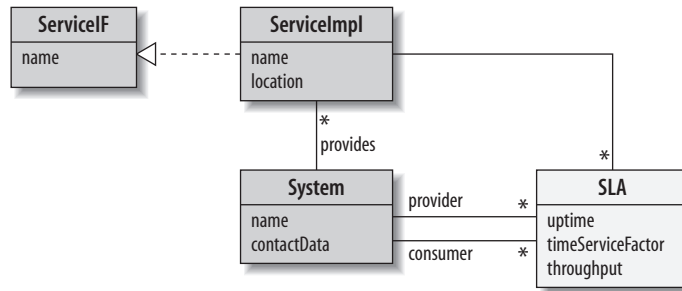 ServiceIF
name
ServiceImpl
name
location
*
provides
*
System
name
contactData
provider
*
consumer
*
SLA
uptime
timeServiceFactor
throughput